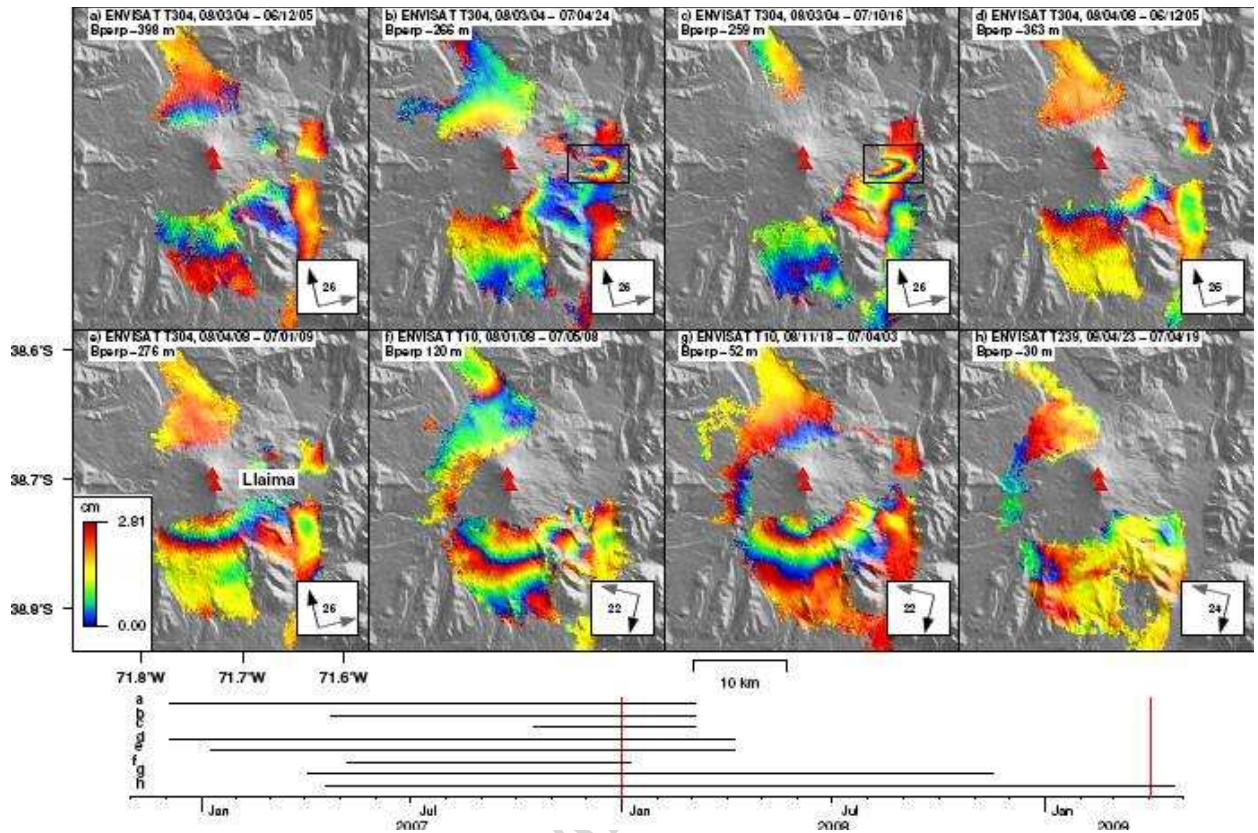 a) ENVISAT T304, 08/03/04 – 06/12/05
Bperp –398 m
b) ENVISAT T304, 08/03/04 – 07/04/24
Bperp –266 m
c) ENVISAT T304, 08/03/04 – 07/10/16
Bperp –259 m
d) ENVISAT T304, 08/04/08 – 06/12/05
Bperp –363 m
26
26
26
26
38.6°S
e) ENVISAT T304, 08/04/08 – 07/01/09
Bperp –276 m
f) ENVISAT T10, 08/01/08 – 07/05/08
Bperp 120 m
g) ENVISAT T10, 08/11/18 – 07/04/03
Bperp –52 m
h) ENVISAT T239, 09/04/23 – 07/04/19
Bperp –30 m
38.7°S
Llaima
cm
2.81
0.00
38.8°S
26
22
22
24
71.8°W
71.7°W
71.6°W
10 km
a
b
c
d
e
f
g
h
Jan
Jul
Jan
Jul
Jan
2007
2008
2009